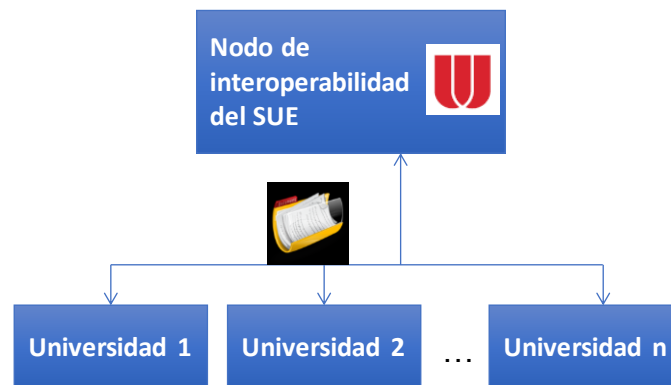 Nodo de
interoperabilidad
del SUE
Universidad 1
Universidad 2
...
Universidad n